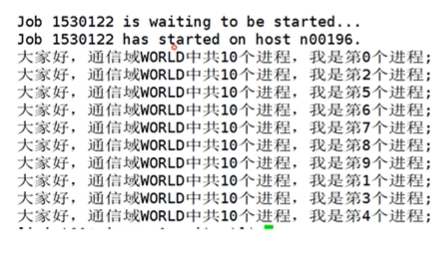 Job 1530122 is waiting to be started...
Job 1530122 has started on host n00196.
大家好，通信域WORLD中共10个进程，我是第0个进程;
大家好，通信域WORLD中共10个进程，我是第2个进程;
大家好，通信域WORLD中共10个进程，我是第5个进程;
大家好，通信域WORLD中共10个进程，我是第6个进程;
大家好，通信域WORLD中共10个进程，我是第7个进程;
大家好，通信域WORLD中共10个进程，我是第8个进程;
大家好，通信域WORLD中共10个进程，我是第9个进程;
大家好，通信域WORLD中共10个进程，我是第1个进程;
大家好，通信域WORLD中共10个进程，我是第3个进程;
大家好，通信域WORLD中共10个进程，我是第4个进程;